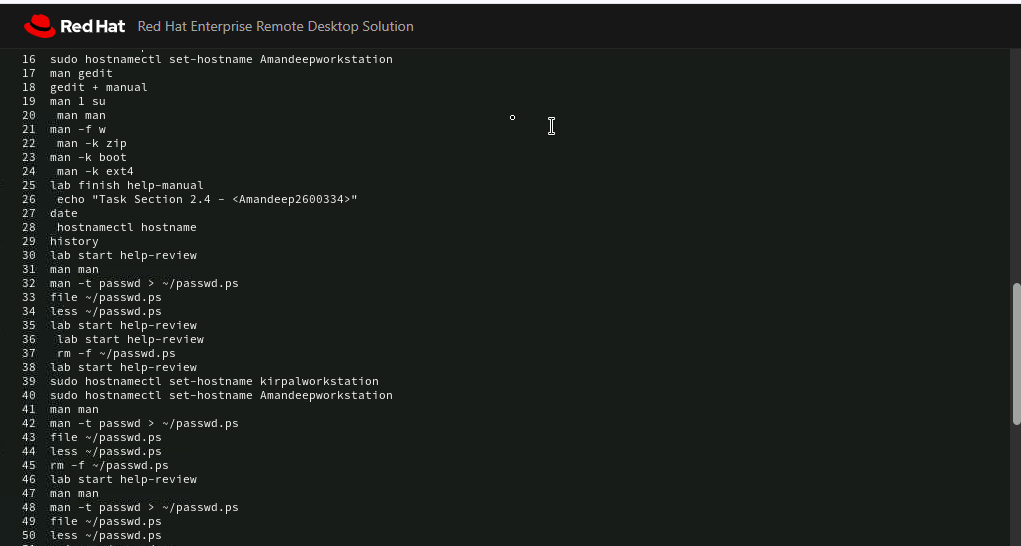 Red Hat Red Hat Enterprise Remote Desktop Solution
16 sudo hostnamectl set-hostname Amandeepworkstation
17 man gedit
18 gedit + manual
19 man 1 su
20  man man
21 man -f w
22  man -k zip
23 man -k boot
24  man -k ext4
25 lab finish help-manual
26  echo "Task Section 2.4 - <Amandeep2600334>"
27 date
28  hostnamectl hostname
29 history
30 lab start help-review
31 man man
32 man -t passwd > ~/passwd.ps
33 file ~/passwd.ps
34 less ~/passwd.ps
35 lab start help-review
36  lab start help-review
37  rm -f ~/passwd.ps
38 lab start help-review
39 sudo hostnamectl set-hostname kirpalworkstation
40 sudo hostnamectl set-hostname Amandeepworkstation
41 man man
42 man -t passwd > ~/passwd.ps
43 file ~/passwd.ps
44 less ~/passwd.ps
45 rm -f ~/passwd.ps
46 lab start help-review
47 man man
48 man -t passwd > ~/passwd.ps
49 file ~/passwd.ps
50 less ~/passwd.ps